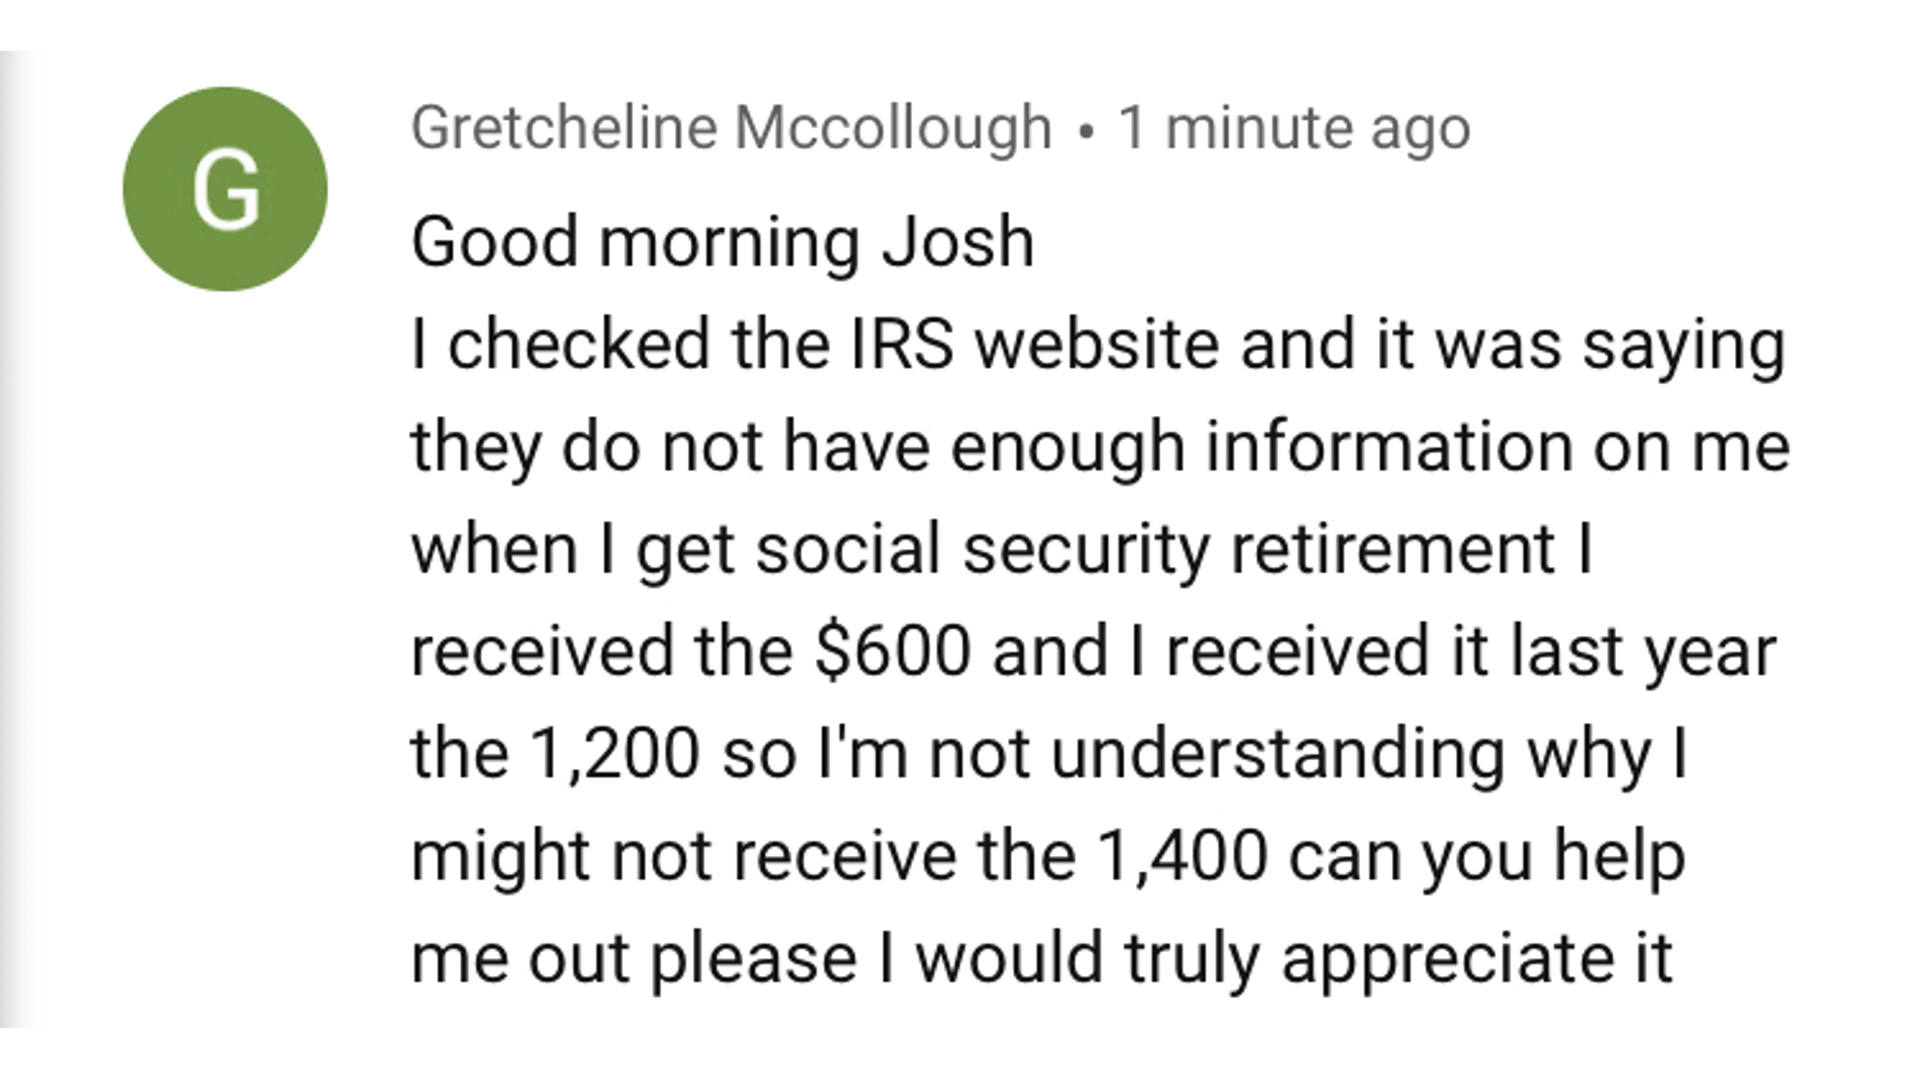 G
Gretcheline Mccollough • 1 minute ago
Good morning Josh
I checked the IRS website and it was saying
they do not have enough information on me
when I get social security retirement I
received the $600 and I received it last year
the 1,200 so I'm not understanding why I
might not receive the 1,400 can you help
me out please I would truly appreciate it